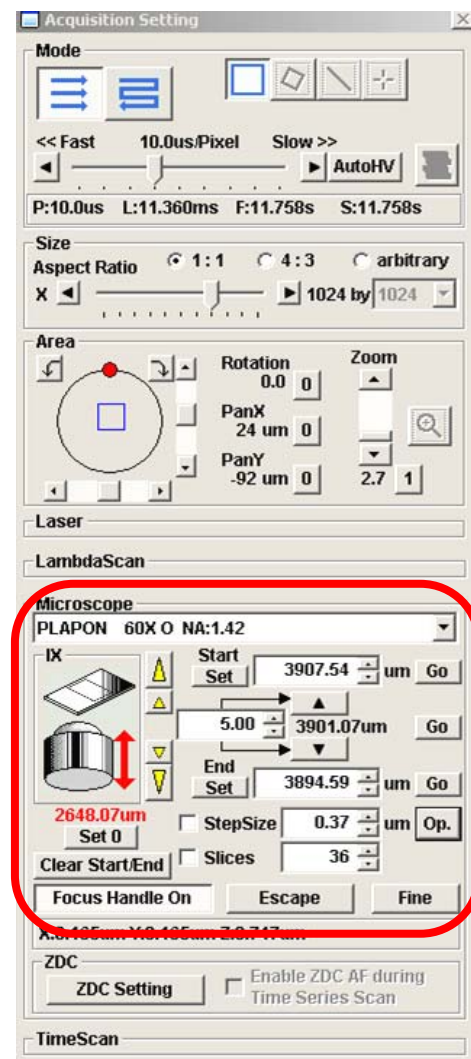 Acquisition Setting
Mode
<< Fast 10.0us/Pixel Slow >>
AutoHV
P:10.0us L:11.360ms F:11.758s S:11.758s
Size
Aspect Ratio 1:1 4:3 arbitrary
X 1024 by 1024
Area
Rotation Zoom
0.0 0
PanX
24 um 0
PanY
-92 um 0 2.7 1
Laser
LambdaScan
Microscope
PLAPON 60X O NA:1.42
IX Start
Set 3907.54 um Go
5.00 3901.07um Go
End
Set 3894.59 um Go
2648.07um
StepSize 0.37 um Op.
Set 0
Slices 36
Clear Start/End
Focus Handle On Escape Fine
ZDC
ZDC Setting Enable ZDC AF during
Time Series Scan
TimeScan